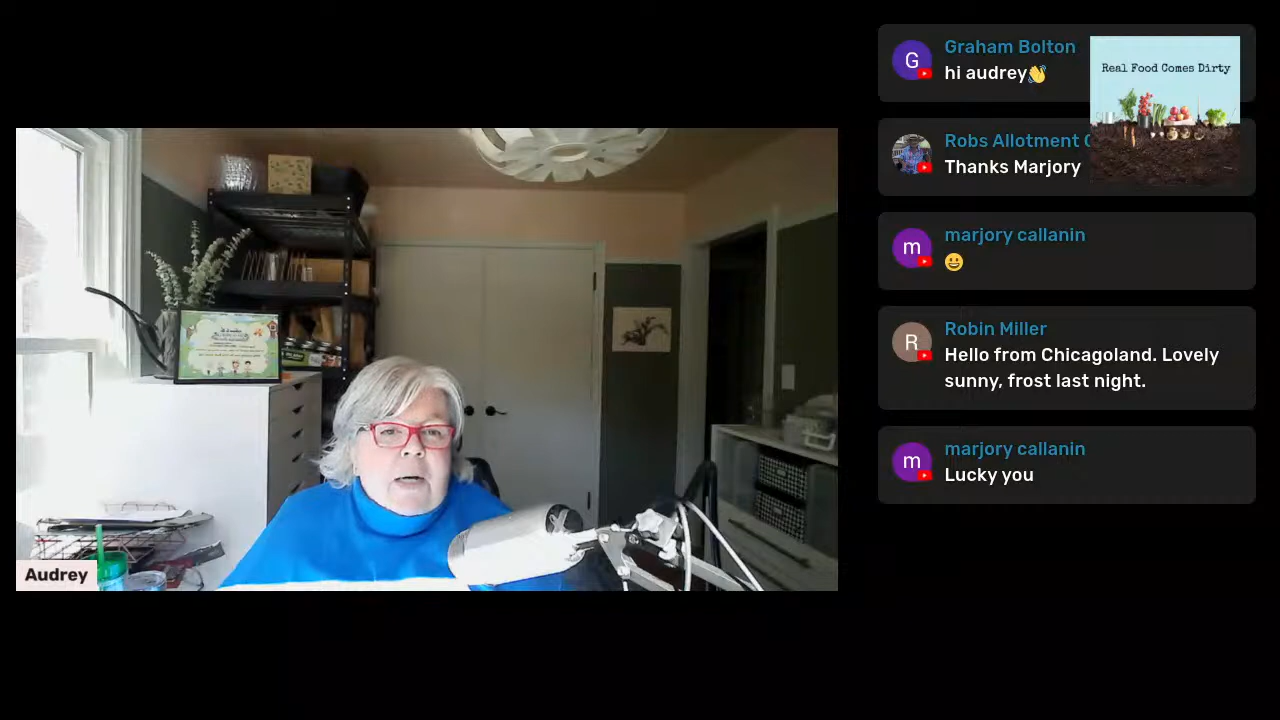 Graham Bolton
hi audrey👋
Real Food Comes Dirty
Robs Allotment
Thanks Marjory
marjory callanin
😀
Robin Miller
Hello from Chicagoland. Lovely
sunny, frost last night.
marjory callanin
Lucky you
Audrey